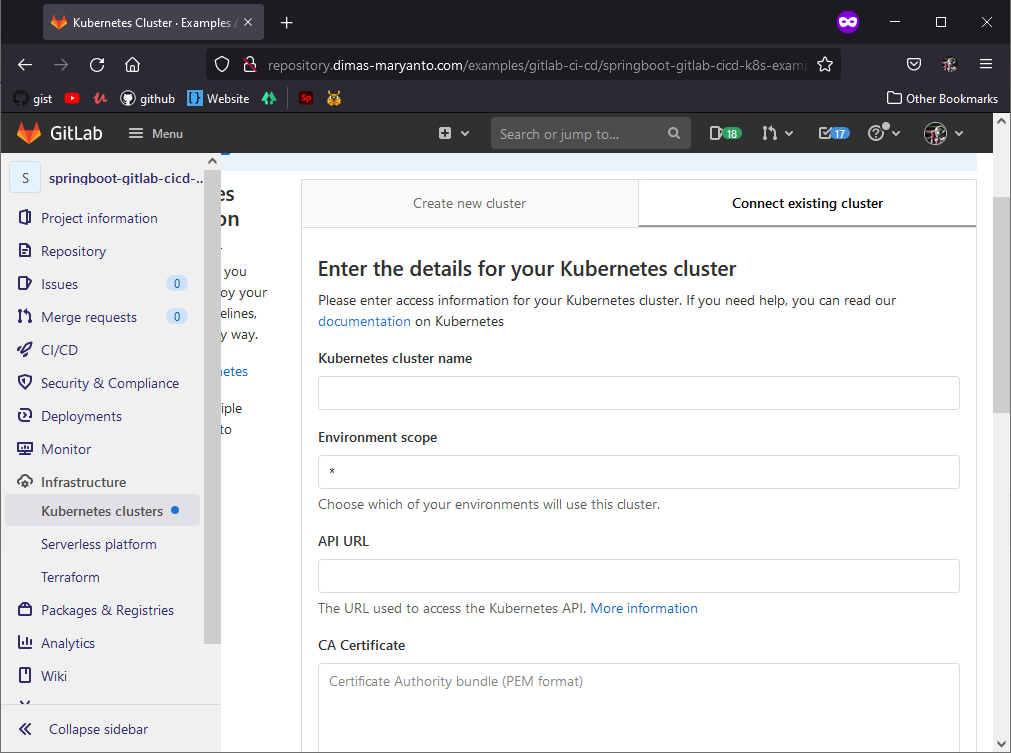 Kubernetes Cluster · Examples /
repository.dimas-maryanto.com/examples/gitlab-ci-cd/springboot-gitlab-cicd-k8s-examp
gist
github
Website
Sp
Other Bookmarks
GitLab
Menu
Search or jump to...
18
17
S
springboot-gitlab-cicd-...
Project information
Repository
Issues
0
Merge requests
0
CI/CD
Security & Compliance
Deployments
Monitor
Infrastructure
Kubernetes clusters
Serverless platform
Terraform
Packages & Registries
Analytics
Wiki
Collapse sidebar
es
on
you
oy your
elines,
y way.
netes
iple
to
Create new cluster
Connect existing cluster
Enter the details for your Kubernetes cluster
Please enter access information for your Kubernetes cluster. If you need help, you can read our
documentation on Kubernetes
Kubernetes cluster name
Environment scope
*
Choose which of your environments will use this cluster.
API URL
The URL used to access the Kubernetes API. More information
CA Certificate
Certificate Authority bundle (PEM format)